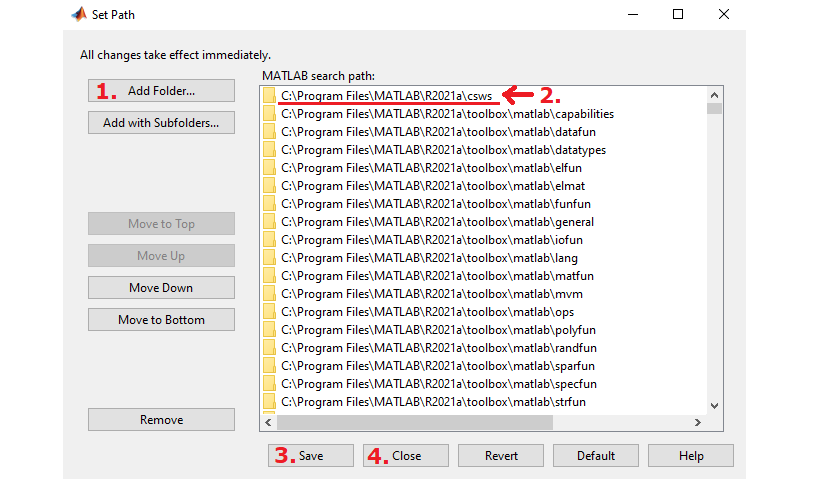 Set Path
All changes take effect immediately.
MATLAB search path:
1. Add Folder...
Add with Subfolders...
Move to Top
Move Up
Move Down
Move to Bottom
Remove
C:\Program Files\MATLAB\R2021a\csws 2.
C:\Program Files\MATLAB\R2021a\toolbox\matlab\capabilities
C:\Program Files\MATLAB\R2021a\toolbox\matlab\datafun
C:\Program Files\MATLAB\R2021a\toolbox\matlab\datatypes
C:\Program Files\MATLAB\R2021a\toolbox\matlab\elfun
C:\Program Files\MATLAB\R2021a\toolbox\matlab\elmat
C:\Program Files\MATLAB\R2021a\toolbox\matlab\funfun
C:\Program Files\MATLAB\R2021a\toolbox\matlab\general
C:\Program Files\MATLAB\R2021a\toolbox\matlab\iofun
C:\Program Files\MATLAB\R2021a\toolbox\matlab\lang
C:\Program Files\MATLAB\R2021a\toolbox\matlab\matfun
C:\Program Files\MATLAB\R2021a\toolbox\matlab\mvm
C:\Program Files\MATLAB\R2021a\toolbox\matlab\ops
C:\Program Files\MATLAB\R2021a\toolbox\matlab\polyfun
C:\Program Files\MATLAB\R2021a\toolbox\matlab\randfun
C:\Program Files\MATLAB\R2021a\toolbox\matlab\sparfun
C:\Program Files\MATLAB\R2021a\toolbox\matlab\specfun
C:\Program Files\MATLAB\R2021a\toolbox\matlab\strfun
3. Save
4. Close
Revert
Default
Help